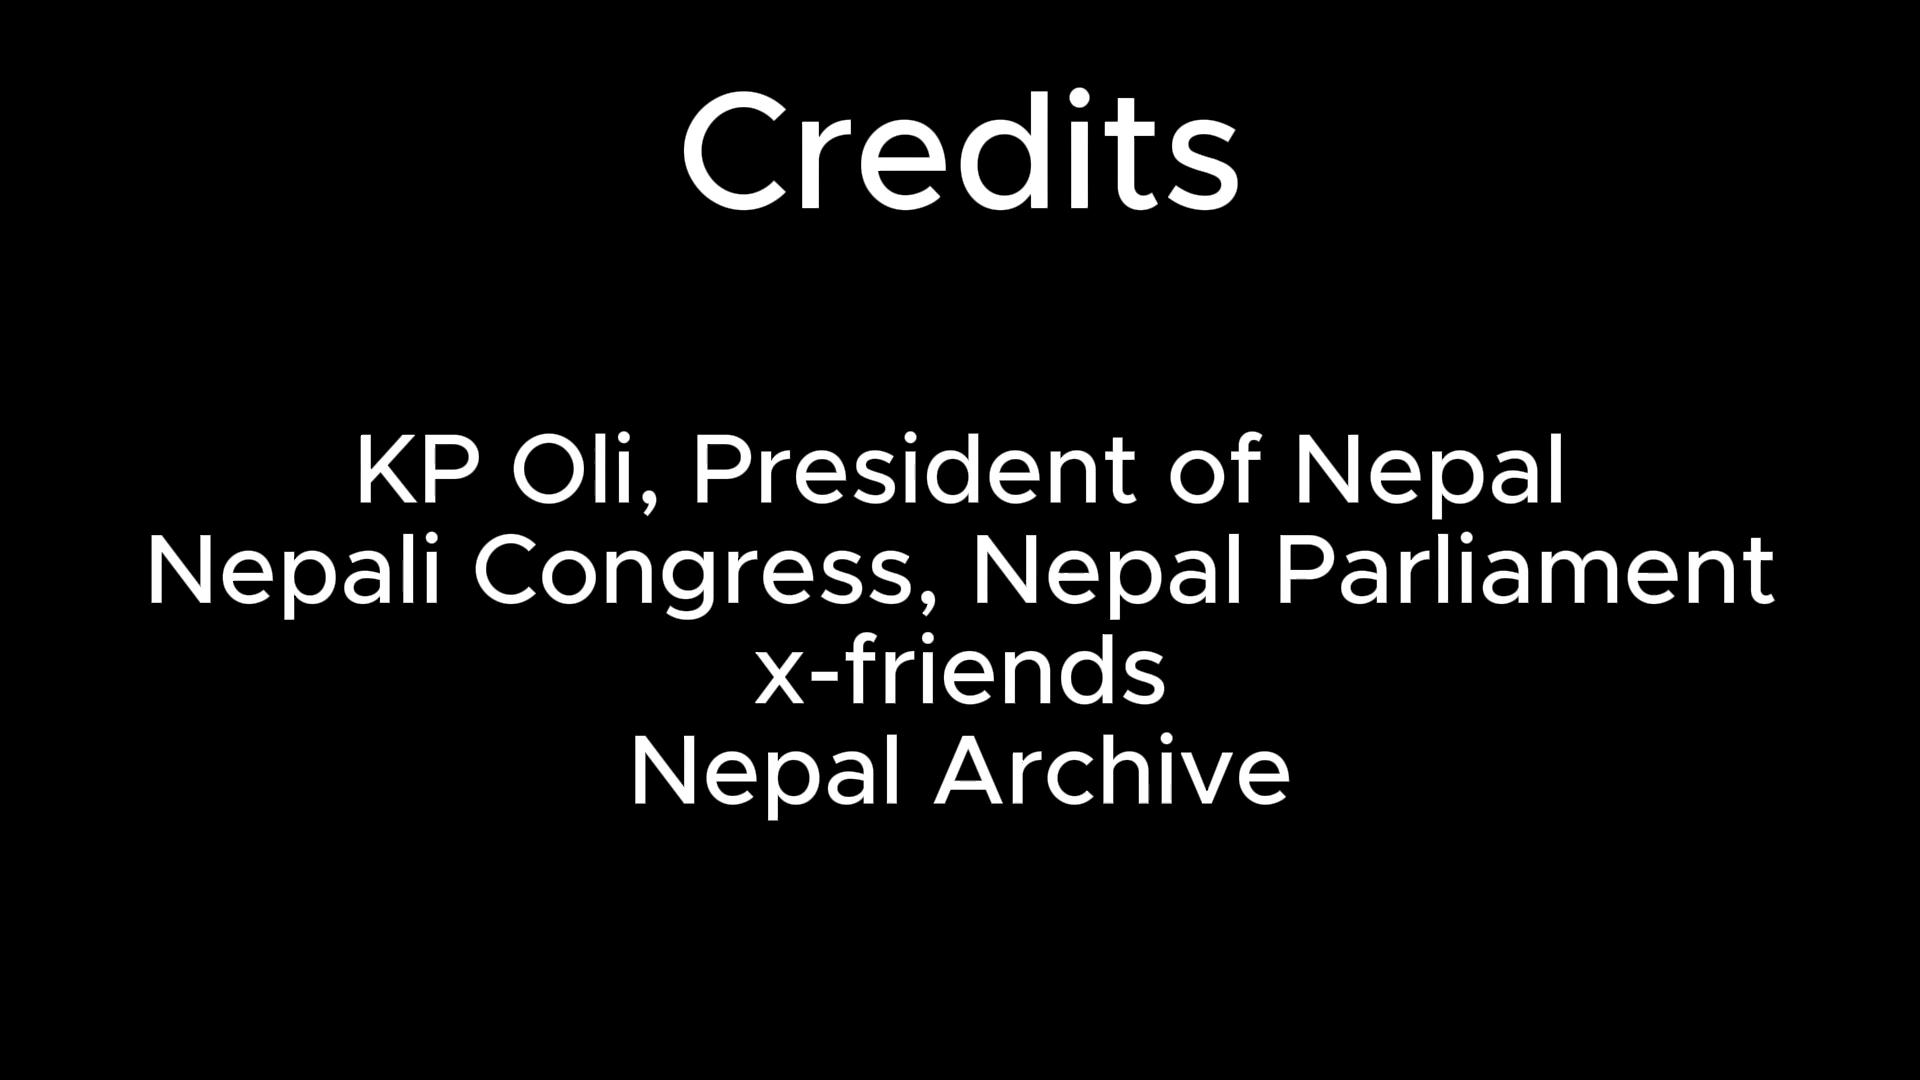 Credits
KP Oli, President of Nepal
Nepali Congress, Nepal Parliament
x-friends
Nepal Archive